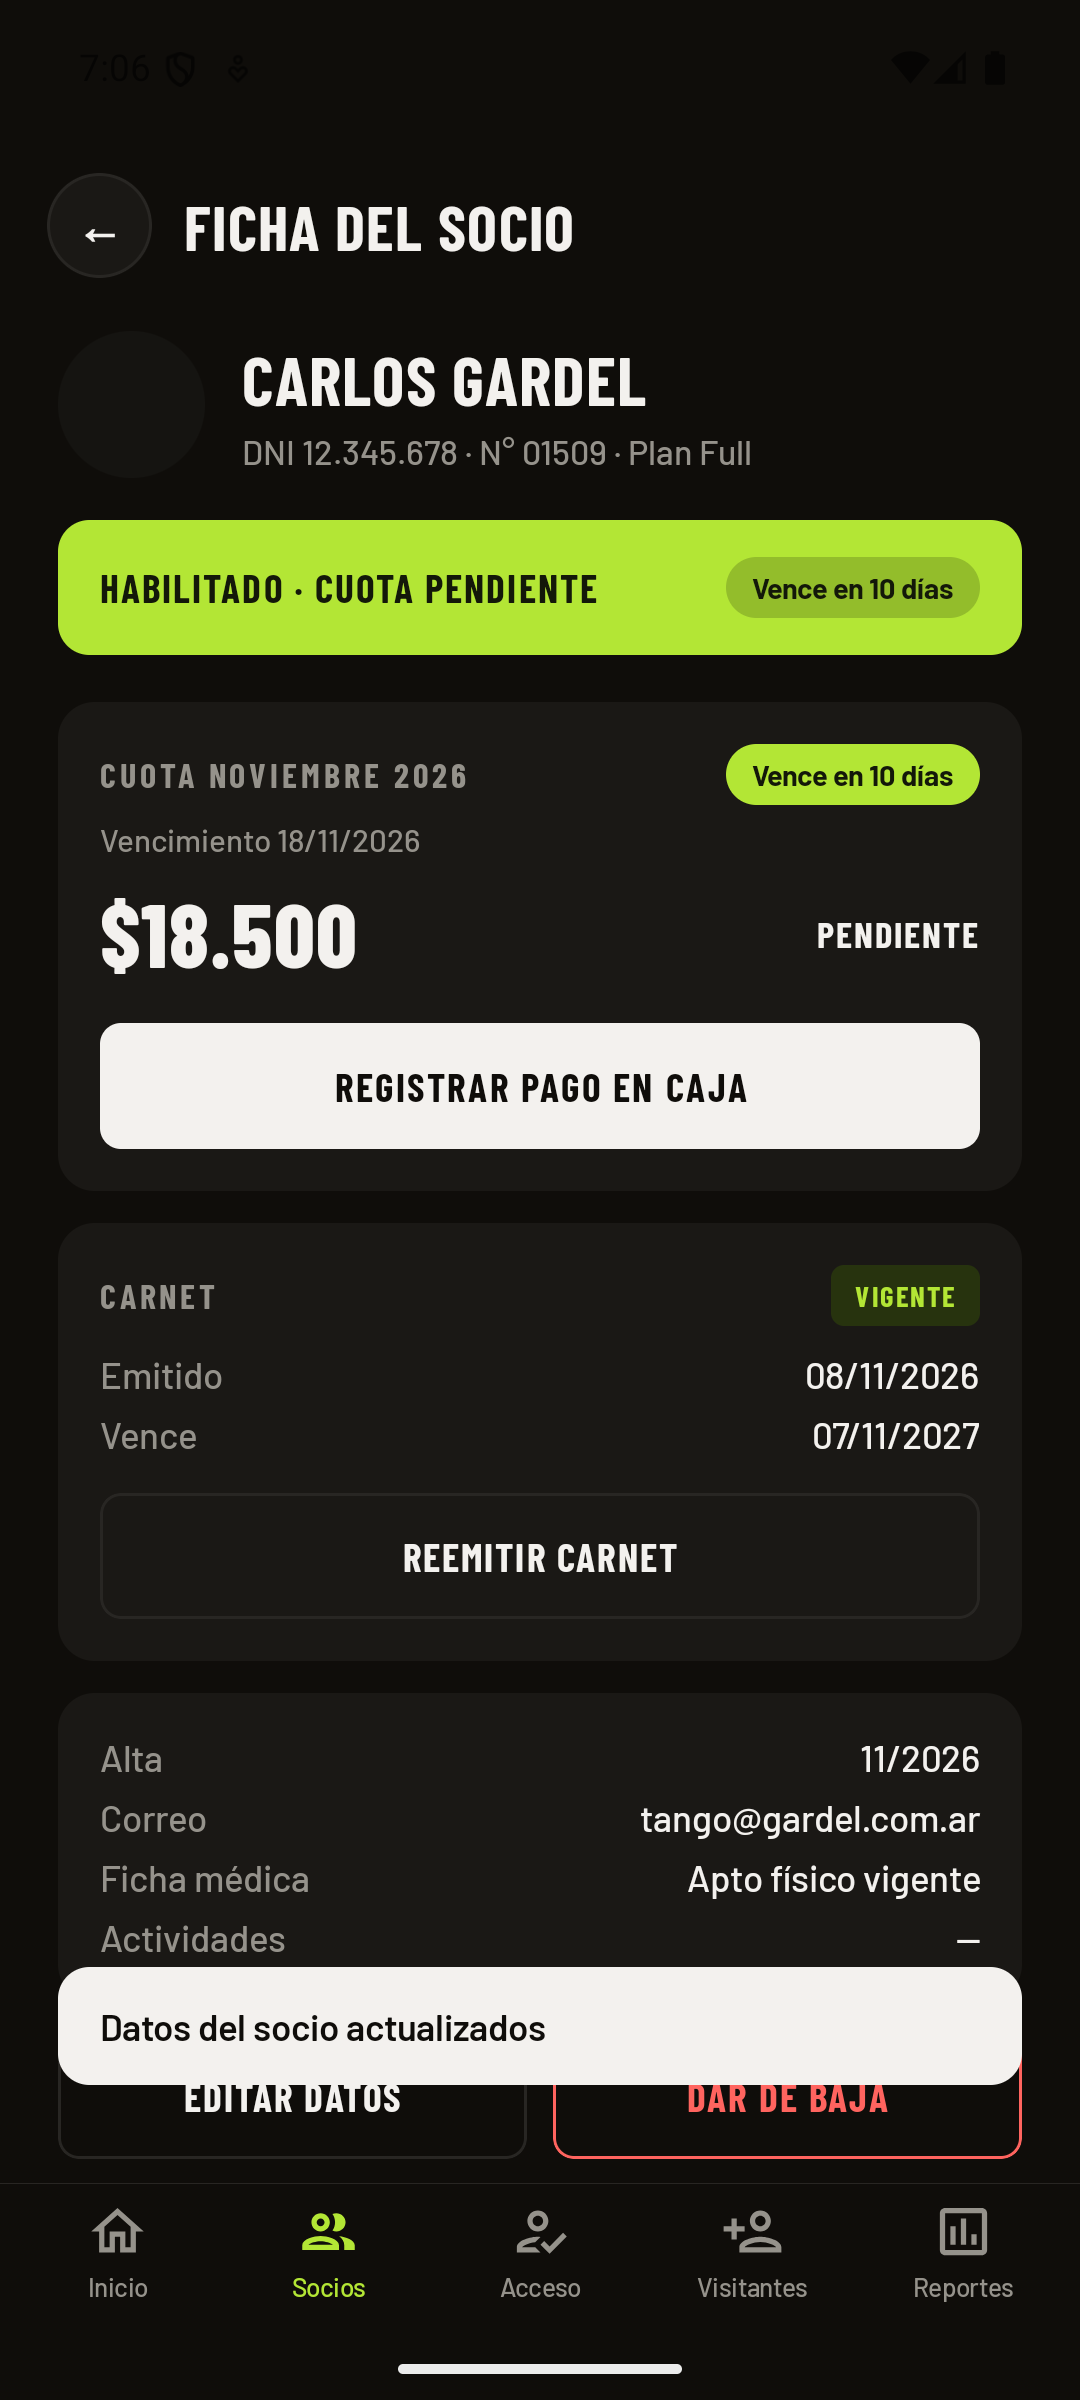 7:06
← FICHA DEL SOCIO
CARLOS GARDEL
DNI 12.345.678 · N° 01509 · Plan Full
HABILITADO · CUOTA PENDIENTE Vence en 10 días
CUOTA NOVIEMBRE 2026 Vence en 10 días
Vencimiento 18/11/2026
$18.500 PENDIENTE
REGISTRAR PAGO EN CAJA
CARNET VIGENTE
Emitido 08/11/2026
Vence 07/11/2027
REEMITIR CARNET
Alta 11/2026
Correo tango@gardel.com.ar
Ficha médica Apto físico vigente
Actividades —
Datos del socio actualizados
EDITAR DATOS DAR DE BAJA
Inicio Socios Acceso Visitantes Reportes